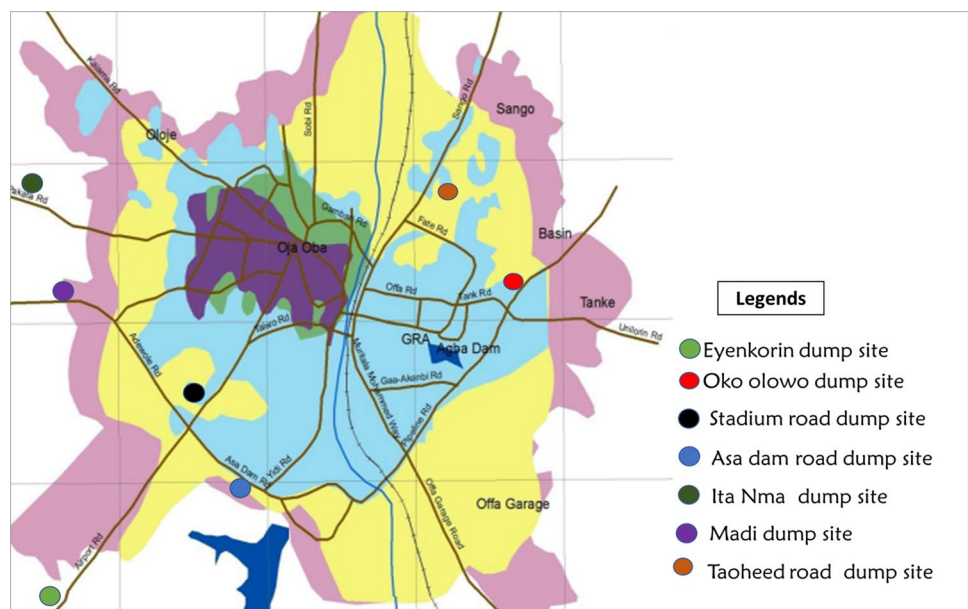 Kalama Rd
Sobi Rd
Sango Rd
Sango
Oloje
Pakata Rd
Gambari Rd
Fate Rd
Basin
Oja Oba
Offa Rd
Tank Rd
Tanke
Unilorin Rd
Taiwo Rd
GRA
Agba Dam
Adewole Rd
Muritala Mohammed Way
Gaa-Akanbi Rd
Pipeline Rd
Asa Dam Rd
Yidi Rd
Offa Garage Road
Offa Garage
Airport Rd
Legends
Eyenkorin dump site
Oko olowo dump site
Stadium road dump site
Asa dam road dump site
Ita Nma dump site
Madi dump site
Taoheed road dump site